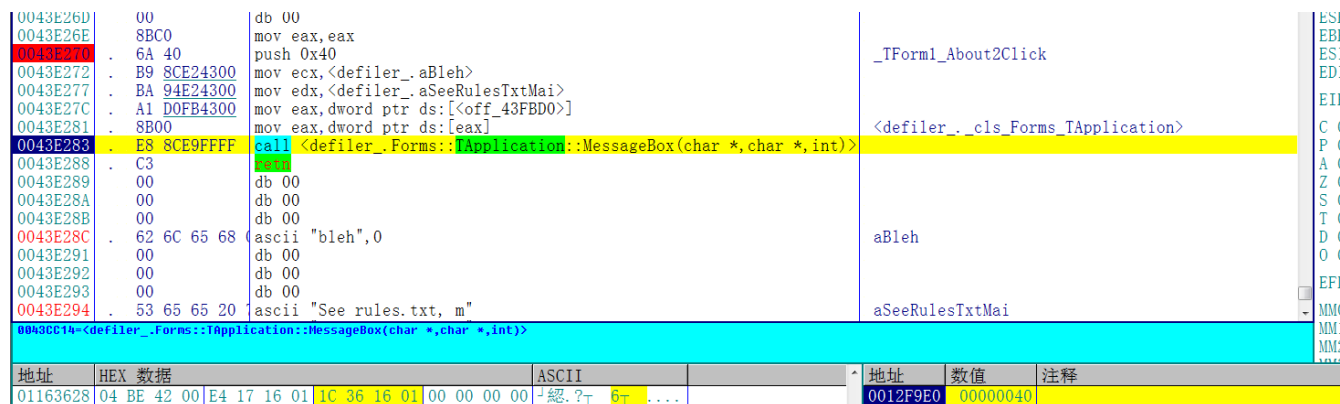 0043E26D 00 db 00
0043E26E 8BC0 mov eax,eax
0043E270 . 6A 40 push 0x40 _TForm1_About2Click
0043E272 . B9 8CE24300 mov ecx,<defiler_.aBleh>
0043E277 . BA 94E24300 mov edx,<defiler_.aSeeRulesTxtMai>
0043E27C . A1 D0FB4300 mov eax,dword ptr ds:[<off_43FBD0>]
0043E281 . 8B00 mov eax,dword ptr ds:[eax] <defiler_._cls_Forms_TApplication>
0043E283 . E8 8CE9FFFF call <defiler_.Forms::TApplication::MessageBox(char *,char *,int)>
0043E288 . C3 retn
0043E289 00 db 00
0043E28A 00 db 00
0043E28B 00 db 00
0043E28C . 62 6C 65 68 ascii "bleh",0 aBleh
0043E291 00 db 00
0043E292 00 db 00
0043E293 00 db 00
0043E294 . 53 65 65 20 ascii "See rules.txt, m" aSeeRulesTxtMai
0043CC14=<defiler_.Forms::TApplication::MessageBox(char *,char *,int)>
地址 HEX 数据 ASCII 地址 数值 注释
01163628 04 BE 42 00 E4 17 16 01 1C 36 16 01 00 00 00 00 ┘紹.?┬ 6┬ .... 0012F9E0 00000040